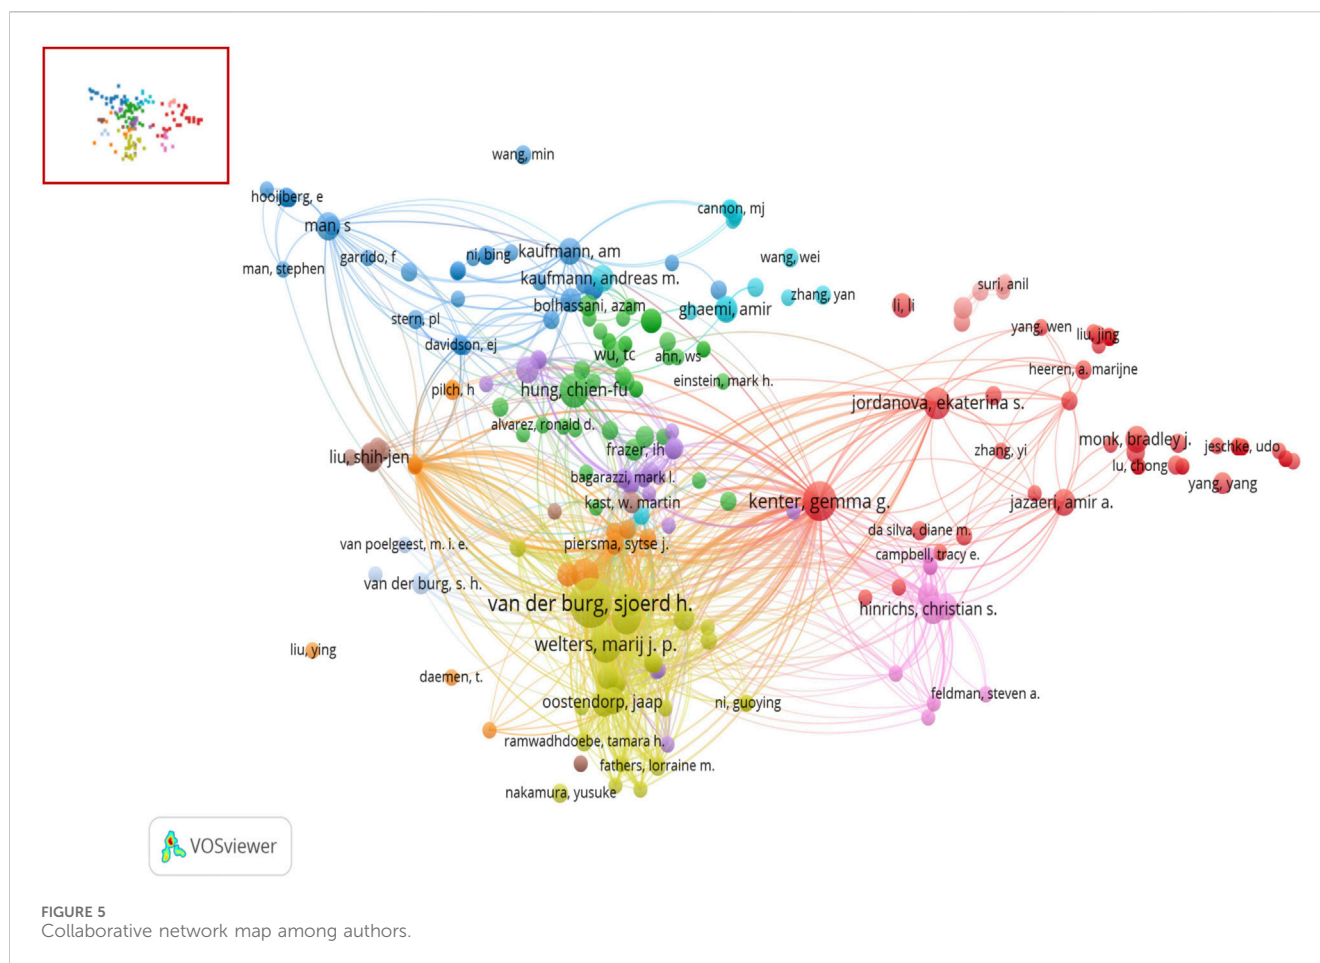 wang, min
hooijberg, e
man, s
cannon, mj
garrido, f
ni, bing
kaufmann, am
wang, wei
man, stephen
kaufmann, andreas m.
suri, anil
zhang, yan
bolhassani, azam
ghaemi, amir
li, li
stern, pl
yang, wen
liu, jing
davidson, ej
wu, tc
ahn, ws
heeren, a. marijne
einstein, mark h.
pilch, h
hung, chien-fu
jordanova, ekaterina s.
alvarez, ronald d.
monk, bradley j.
frazer, ih
zhang, yi
jeschke, udo
liu, shih-jen
lu, chong
bagarazzi, mark l.
yang, yang
kast, w. martin
kenter, gemma g.
jazaeri, amir a.
da silva, diane m.
van poelgeest, m. i. e.
piersma, sytse j.
campbell, tracy e.
van der burg, s. h.
van der burg, sjoerd h.
hinrichs, christian s.
liu, ying
welters, marij j. p.
daemen, t.
feldman, steven a.
oostendorp, jaap
ni, guoying
ramwadhdoebe, tamara h.
fathers, lorraine m.
nakamura, yusuke
VOSviewer
FIGURE 5
Collaborative network map among authors.